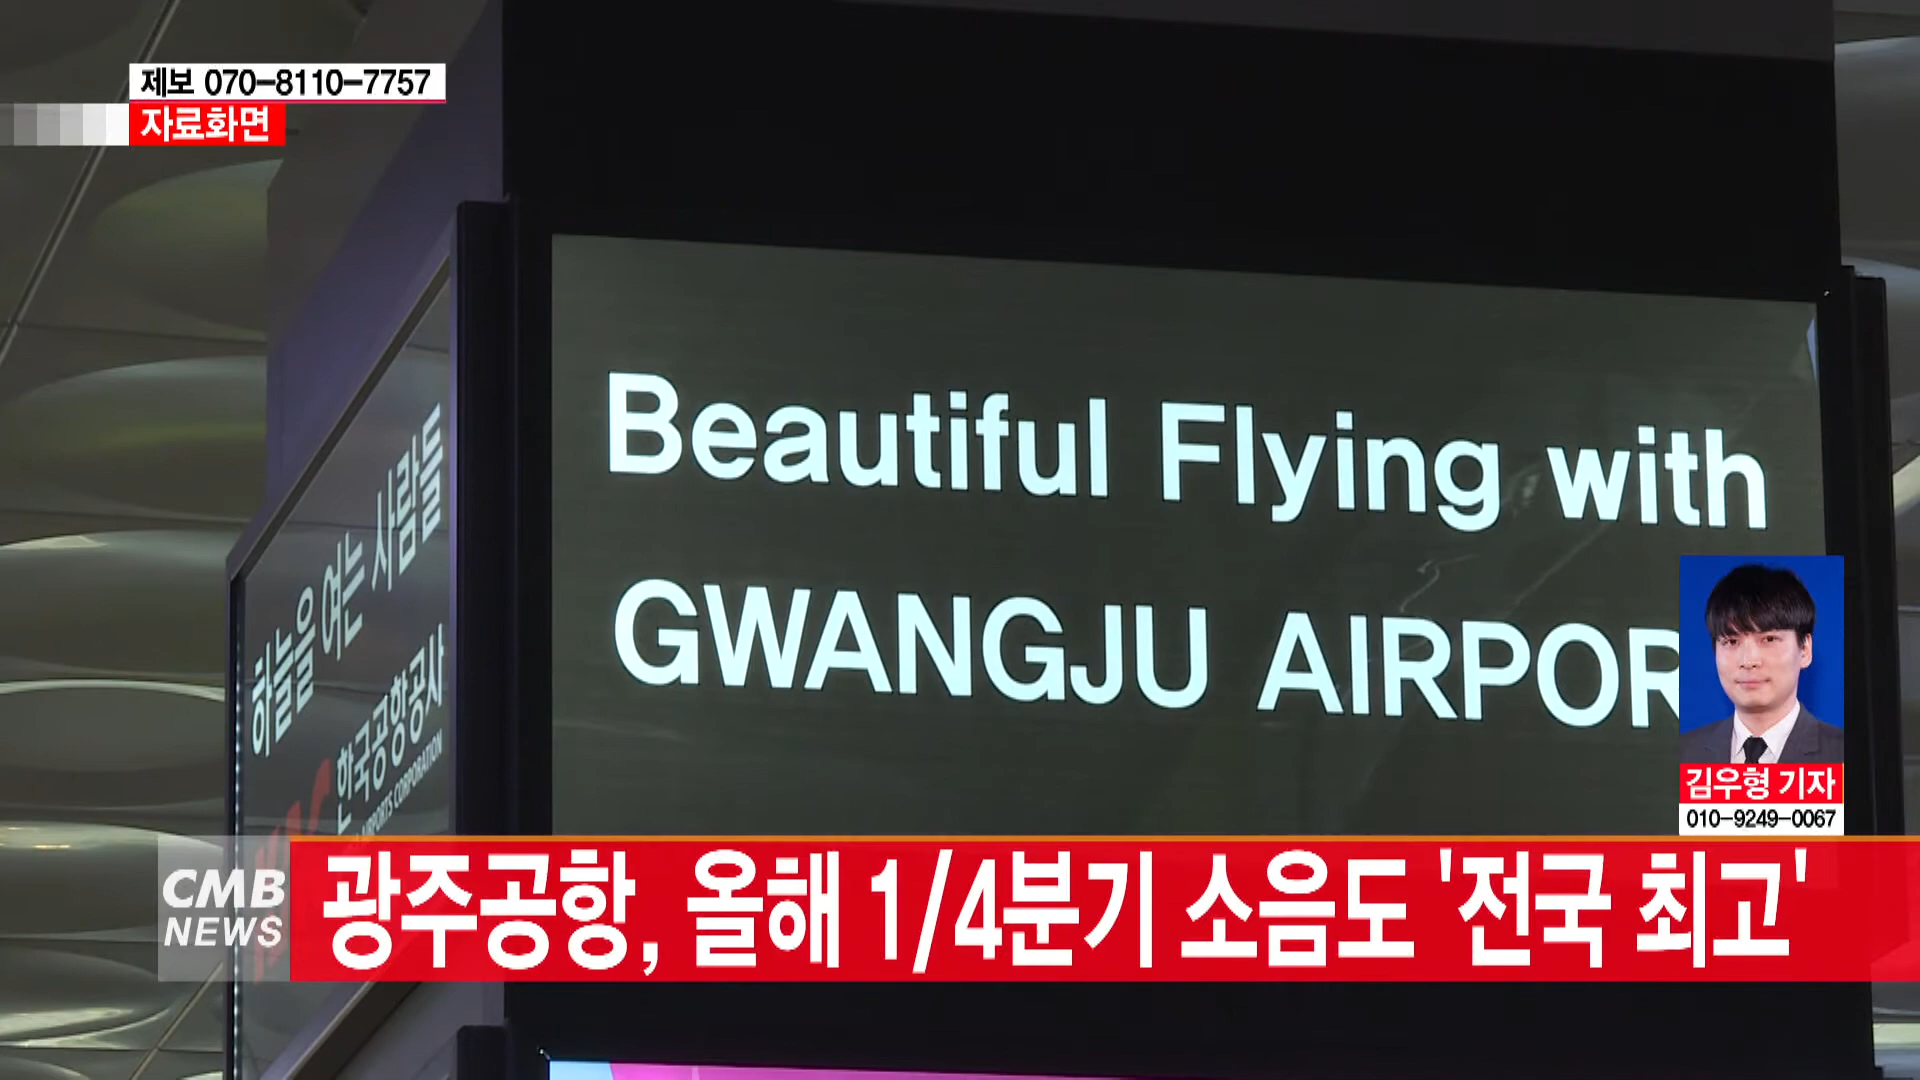 제보 070-8110-7757
자료화면
Beautiful Flying with
GWANGJU AIRPOR
하늘을 여는 사람들
한국공항공사
AIRPORTS CORPORATION
김우형 기자
010-9249-0067
CMB
NEWS
광주공항, 올해 1/4분기 소음도 '전국 최고'